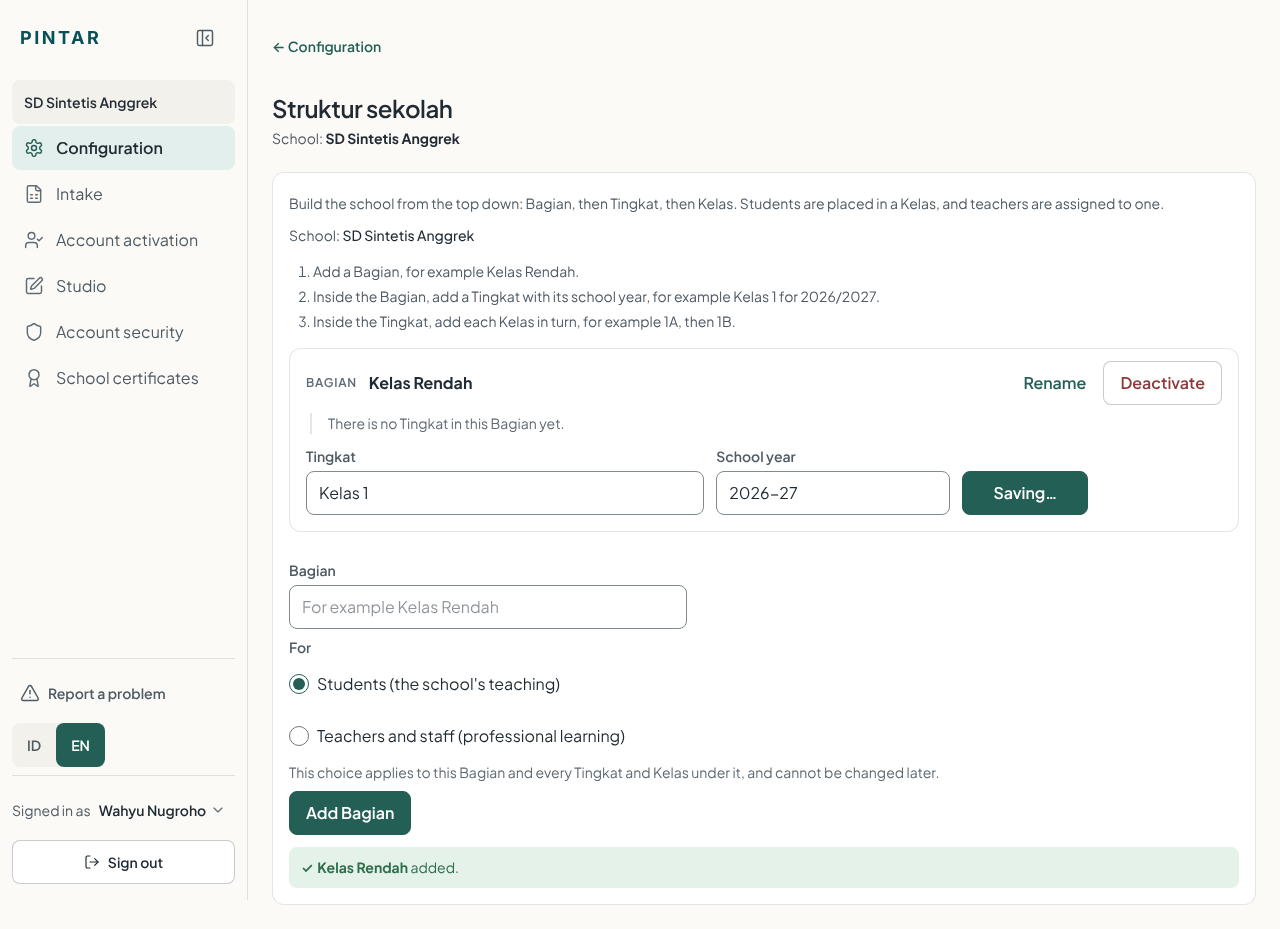 PINTAR
SD Sintetis Anggrek
Configuration
Intake
Account activation
Studio
Account security
School certificates
Report a problem
ID EN
Signed in as Wahyu Nugroho
Sign out
← Configuration
Struktur sekolah
School: SD Sintetis Anggrek
Build the school from the top down: Bagian, then Tingkat, then Kelas. Students are placed in a Kelas, and teachers are assigned to one.
School: SD Sintetis Anggrek
1. Add a Bagian, for example Kelas Rendah.
2. Inside the Bagian, add a Tingkat with its school year, for example Kelas 1 for 2026/2027.
3. Inside the Tingkat, add each Kelas in turn, for example 1A, then 1B.
BAGIAN Kelas Rendah Rename Deactivate
There is no Tingkat in this Bagian yet.
Tingkat School year
Kelas 1 2026–27 Saving…
Bagian
For example Kelas Rendah
For
Students (the school's teaching)
Teachers and staff (professional learning)
This choice applies to this Bagian and every Tingkat and Kelas under it, and cannot be changed later.
Add Bagian
✓ Kelas Rendah added.